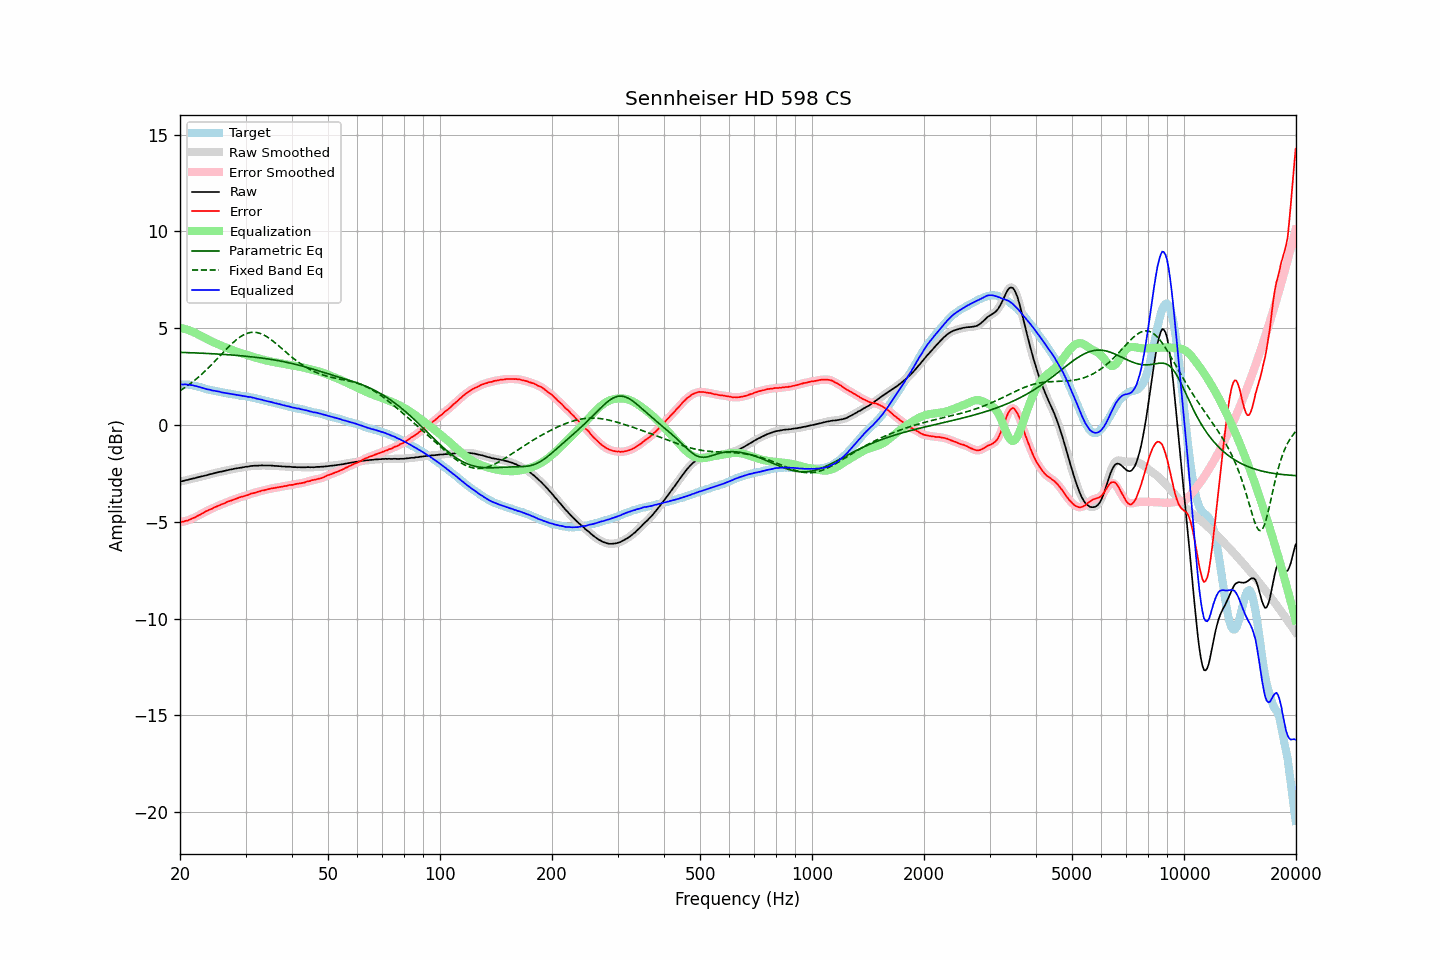 Sennheiser HD 598 CS
Target
Raw Smoothed
Error Smoothed
Raw
Error
Equalization
Parametric Eq
Fixed Band Eq
Equalized
Amplitude (dBr)
15
10
5
0
−5
−10
−15
−20
20 50 100 200 500 1000 2000 5000 10000 20000
Frequency (Hz)